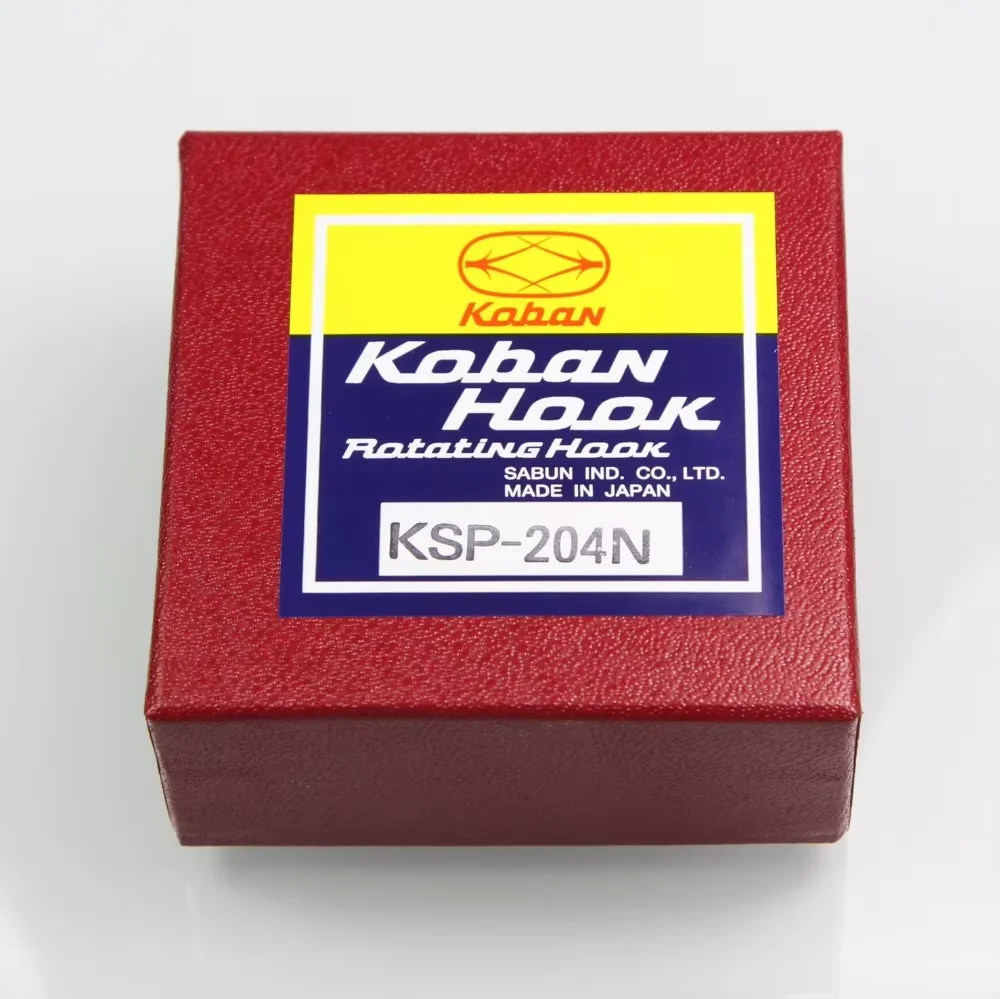 Koban
Koban
Hook
Rotating Hook
SABUN IND. CO., LTD.
MADE IN JAPAN
KSP-204N